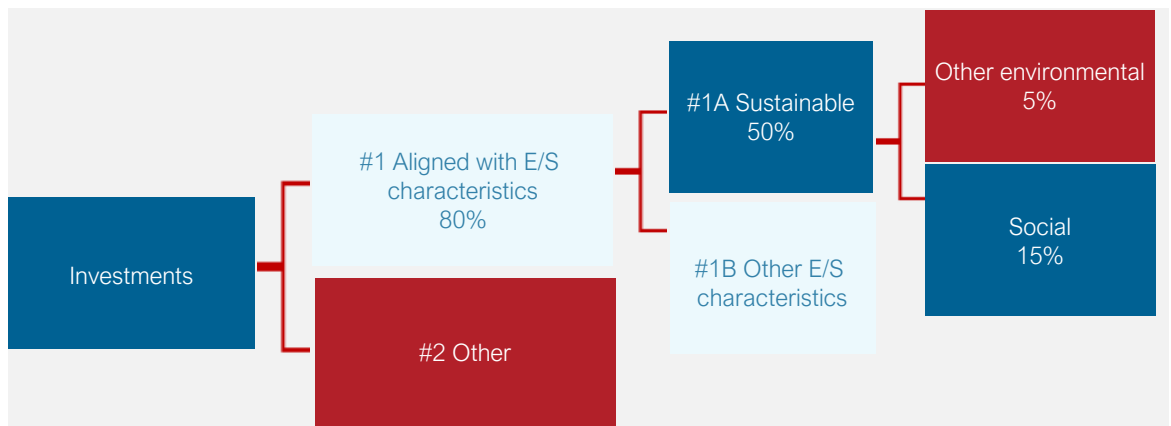 Investments
#1 Aligned with E/S
characteristics
80%
#2 Other
#1A Sustainable
50%
#1B Other E/S
characteristics
Other environmental
5%
Social
15%